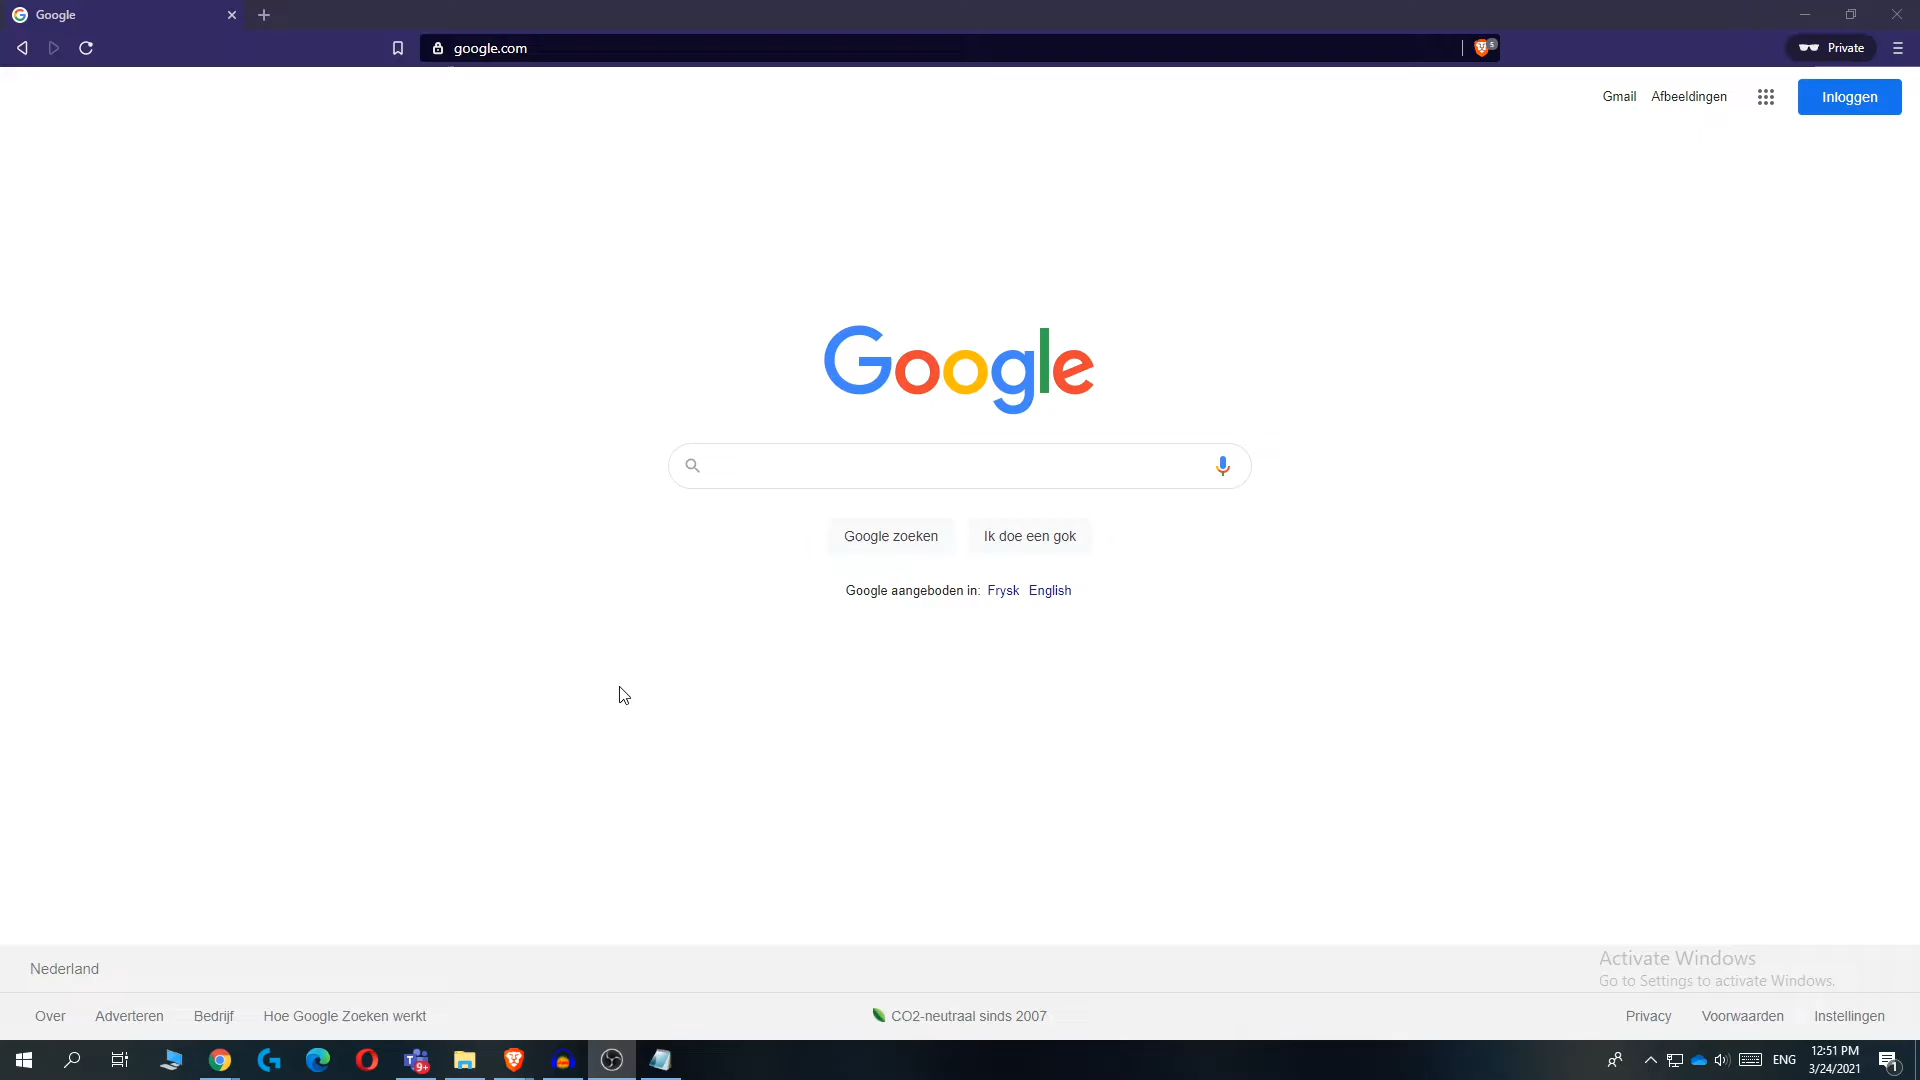 Google
google.com
Private
Gmail Afbeeldingen Inloggen
Google
Google zoeken Ik doe een gok
Google aangeboden in: Frysk English
Nederland
Activate Windows
Go to Settings to activate Windows.
Over Adverteren Bedrijf Hoe Google Zoeken werkt CO2-neutraal sinds 2007 Privacy Voorwaarden Instellingen
9+
ENG
12:51 PM
3/24/2021
1